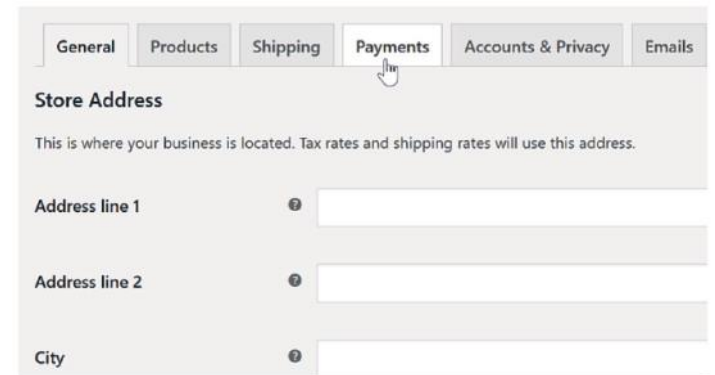 General Products Shipping Payments Accounts & Privacy Emails
Store Address
This is where your business is located. Tax rates and shipping rates will use this address.
Address line 1
Address line 2
City